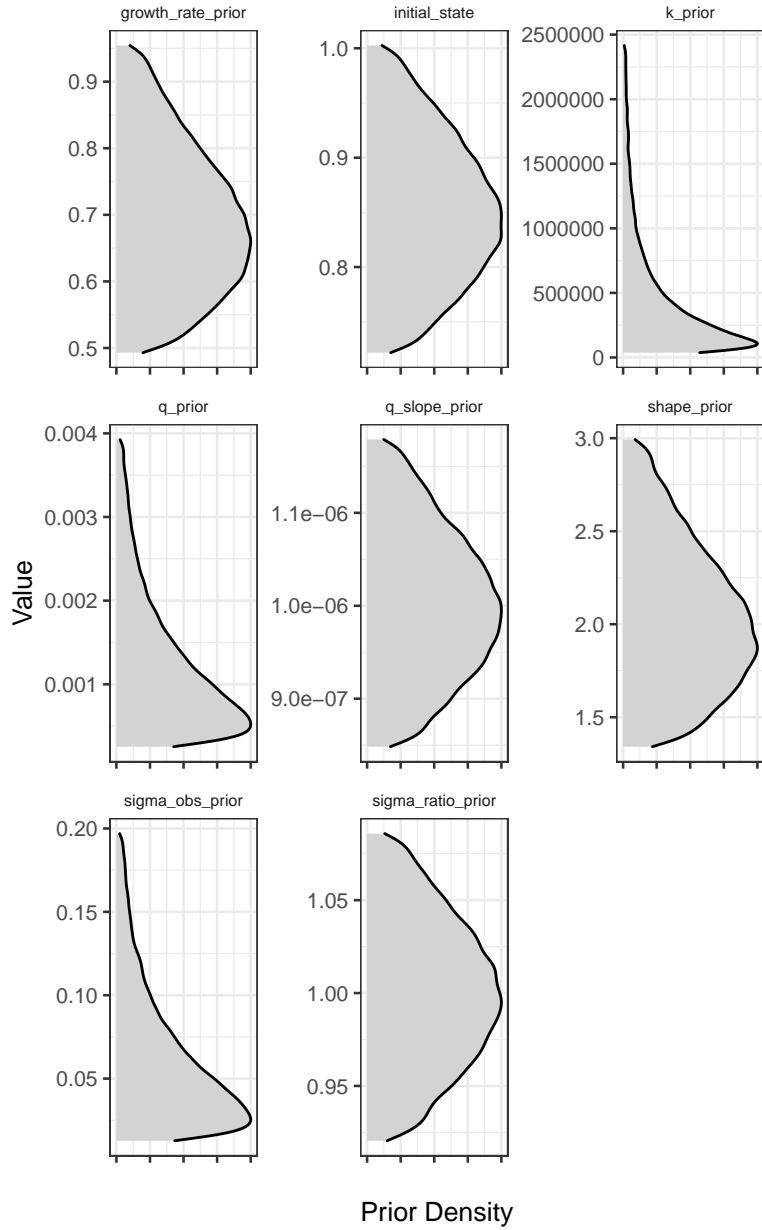 growth_rate_prior
initial_state
k_prior
0.9
0.8
0.7
0.6
0.5
1.0
0.9
0.8
2500000
2000000
1500000
1000000
500000
0
q_prior
q_slope_prior
shape_prior
0.004
0.003
0.002
0.001
1.1e−06
1.0e−06
9.0e−07
3.0
2.5
2.0
1.5
Value
sigma_obs_prior
sigma_ratio_prior
0.20
0.15
0.10
0.05
1.05
1.00
0.95
Prior Density